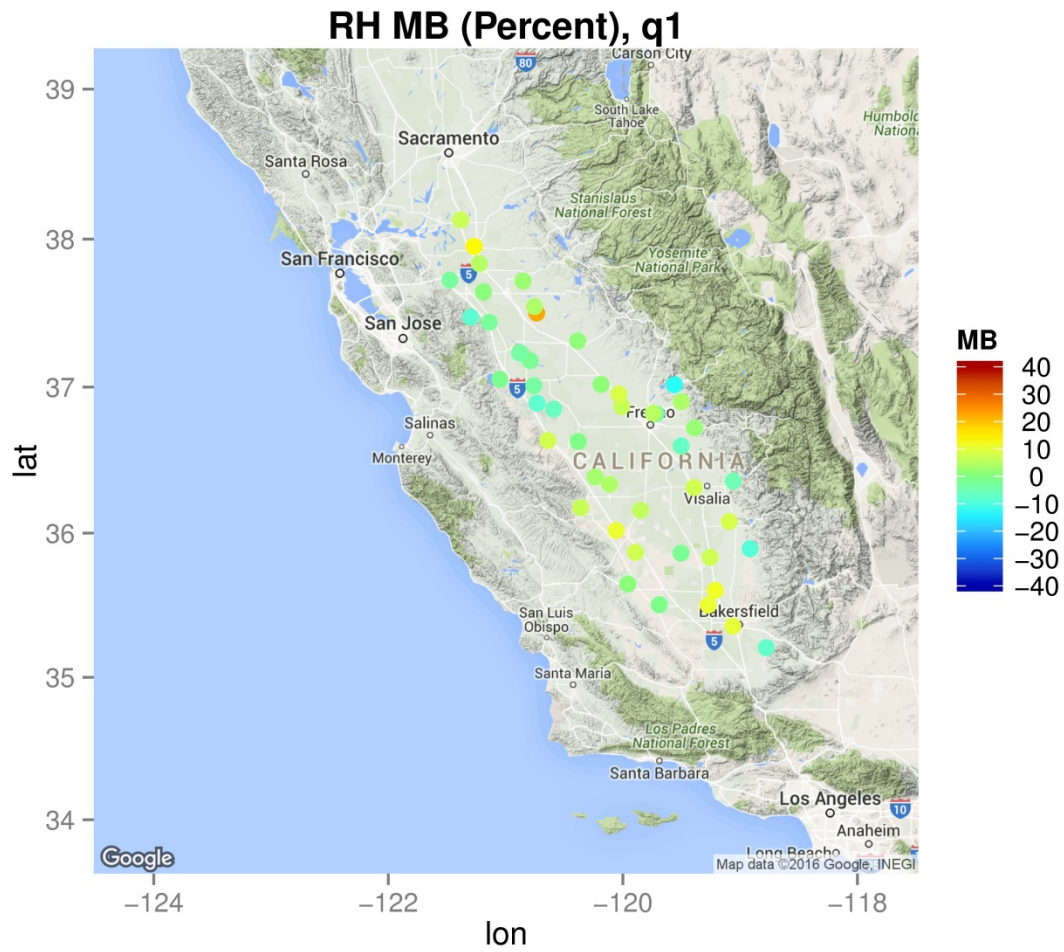 RH MB (Percent), q1
39
38
37
36
35
34
lat
−124
−122
−120
−118
lon
80
Carson City
South Lake
Tahoe
Humbol
Nation
Sacramento
Santa Rosa
Stanislaus
National Forest
Yosemite
National Park
San Francisco
5
San Jose
5
Salinas
Monterey
Fresno
CALIFORNIA
Visalia
San Luis
Obispo
Bakersfield
5
Santa Maria
Los Padres
National Forest
Santa Barbara
Los Angeles
10
Anaheim
Long Beach
Google
Map data ©2016 Google, INEGI
MB
40
30
20
10
0
−10
−20
−30
−40